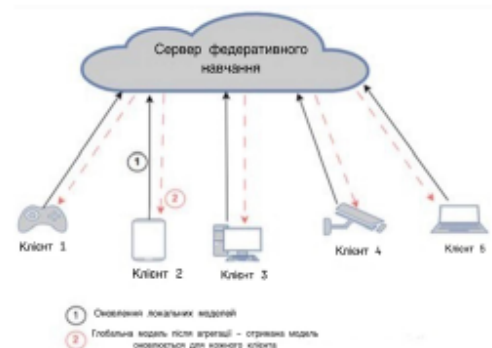 Сервер федеративного
навчання
1
2
Клієнт 1
Клієнт 2
Клієнт 3
Клієнт 4
Клієнт 5
1 Оновлення локальних моделей
2 Глобальна модель після агрегації – отримана модель
оновлюється для кожного клієнта